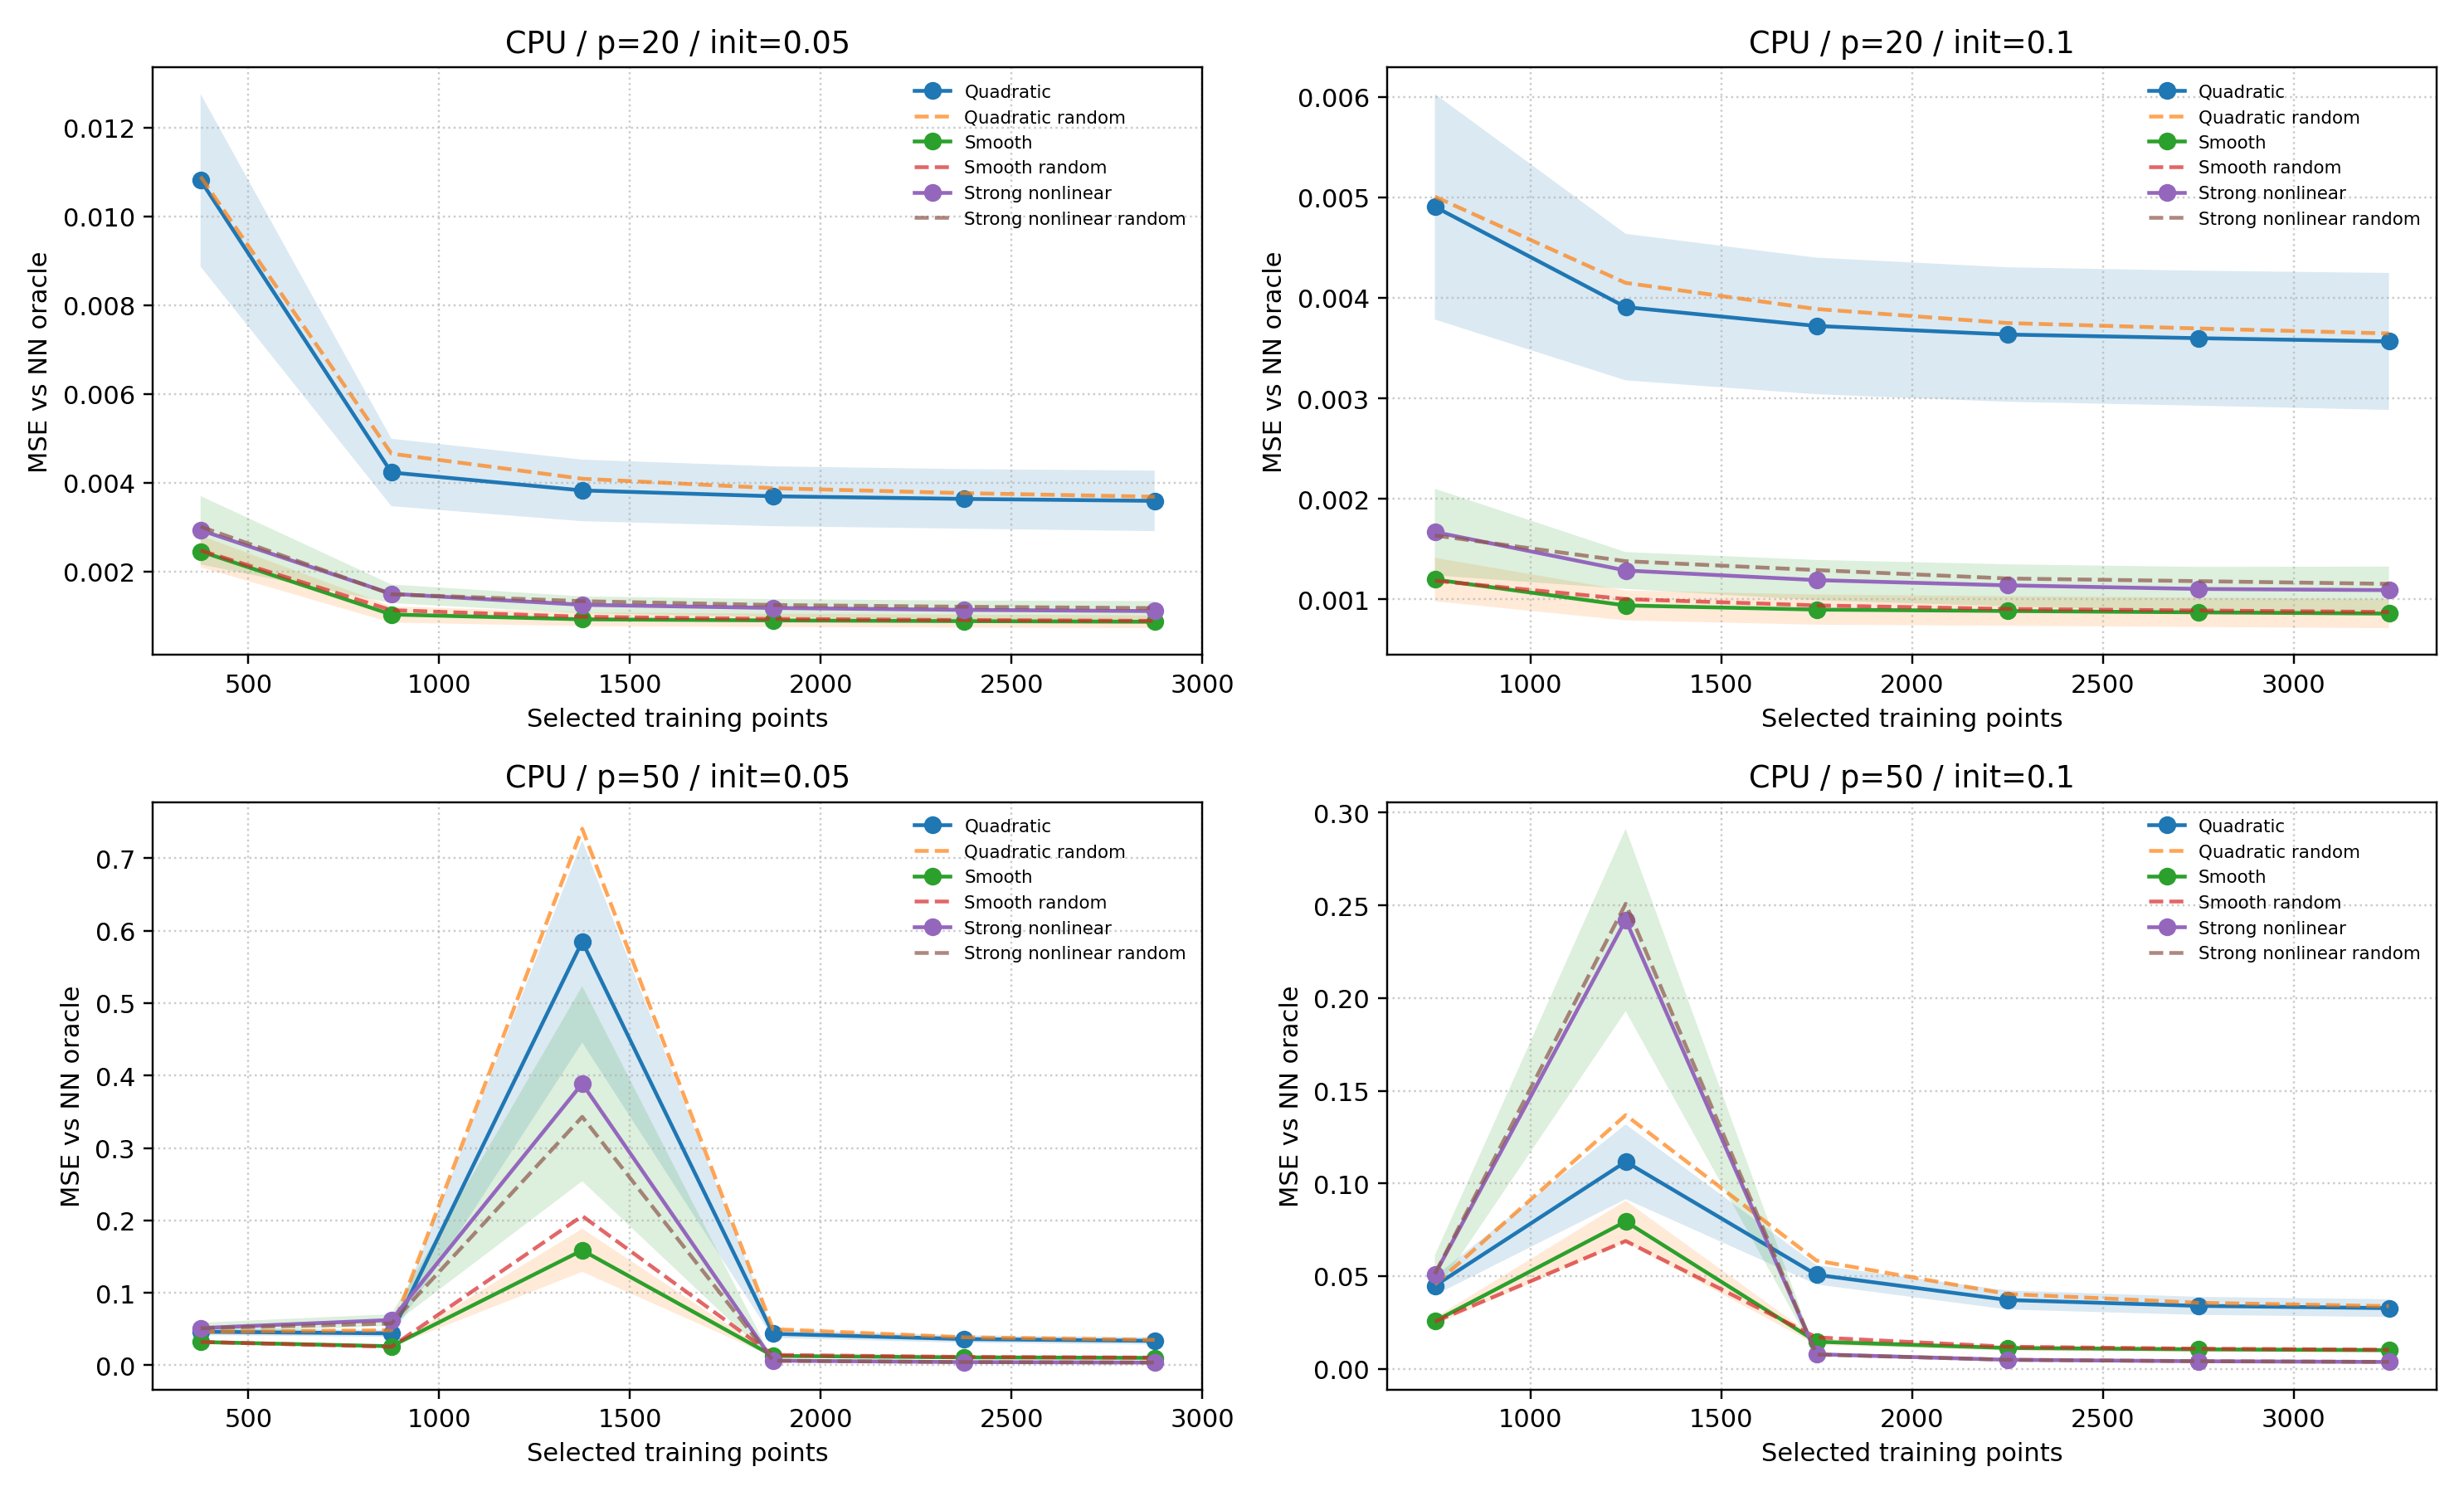 CPU / p=20 / init=0.05
MSE vs NN oracle
0.012
0.010
0.008
0.006
0.004
0.002
Quadratic
Quadratic random
Smooth
Smooth random
Strong nonlinear
Strong nonlinear random
500 1000 1500 2000 2500 3000
Selected training points
CPU / p=20 / init=0.1
MSE vs NN oracle
0.006
0.005
0.004
0.003
0.002
0.001
Quadratic
Quadratic random
Smooth
Smooth random
Strong nonlinear
Strong nonlinear random
1000 1500 2000 2500 3000
Selected training points
CPU / p=50 / init=0.05
MSE vs NN oracle
0.7
0.6
0.5
0.4
0.3
0.2
0.1
0.0
Quadratic
Quadratic random
Smooth
Smooth random
Strong nonlinear
Strong nonlinear random
500 1000 1500 2000 2500 3000
Selected training points
CPU / p=50 / init=0.1
MSE vs NN oracle
0.30
0.25
0.20
0.15
0.10
0.05
0.00
Quadratic
Quadratic random
Smooth
Smooth random
Strong nonlinear
Strong nonlinear random
1000 1500 2000 2500 3000
Selected training points